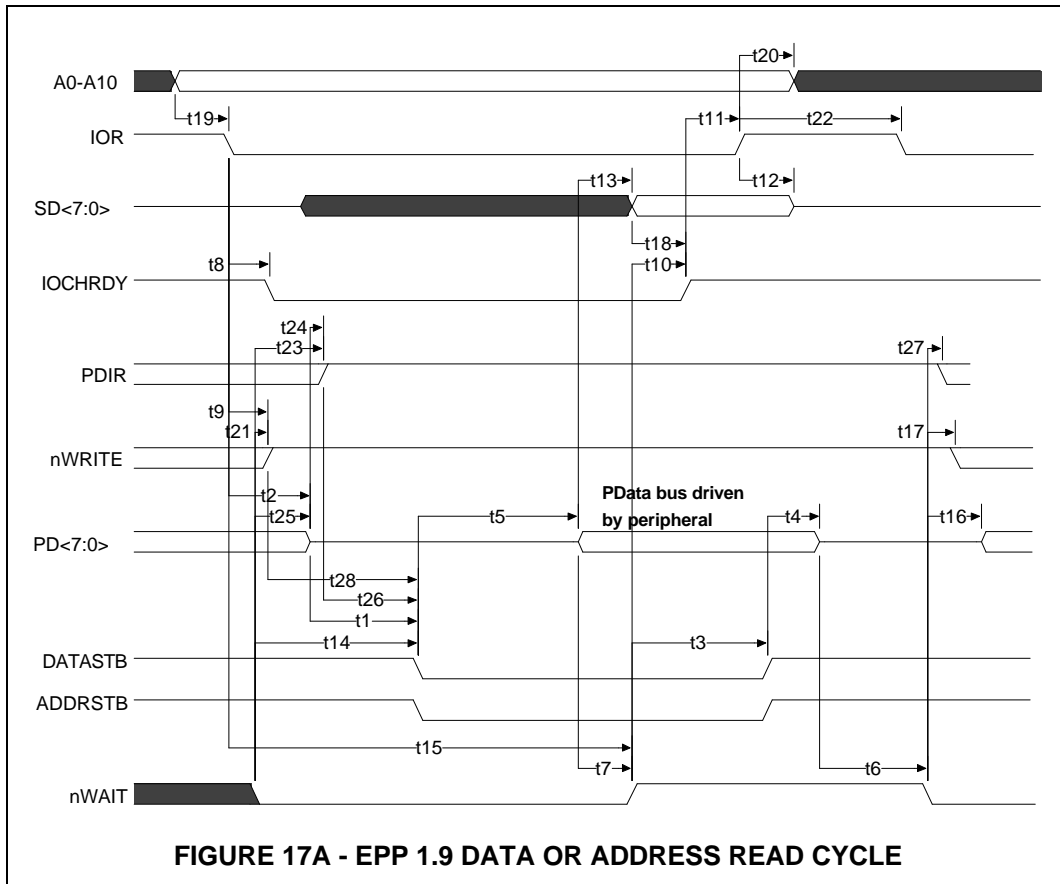 t20
A0-A10
t19
t11
t22
IOR
t13
t12
SD<7:0>
t18
t8
t10
IOCHRDY
t24
t23
t27
PDIR
t9
t21
t17
nWRITE
t2
PData bus driven
by peripheral
t25
t5
t4
t16
PD<7:0>
t28
t26
t1
t14
t3
DATASTB
ADDRSTB
t15
t7
t6
nWAIT
FIGURE 17A - EPP 1.9 DATA OR ADDRESS READ CYCLE